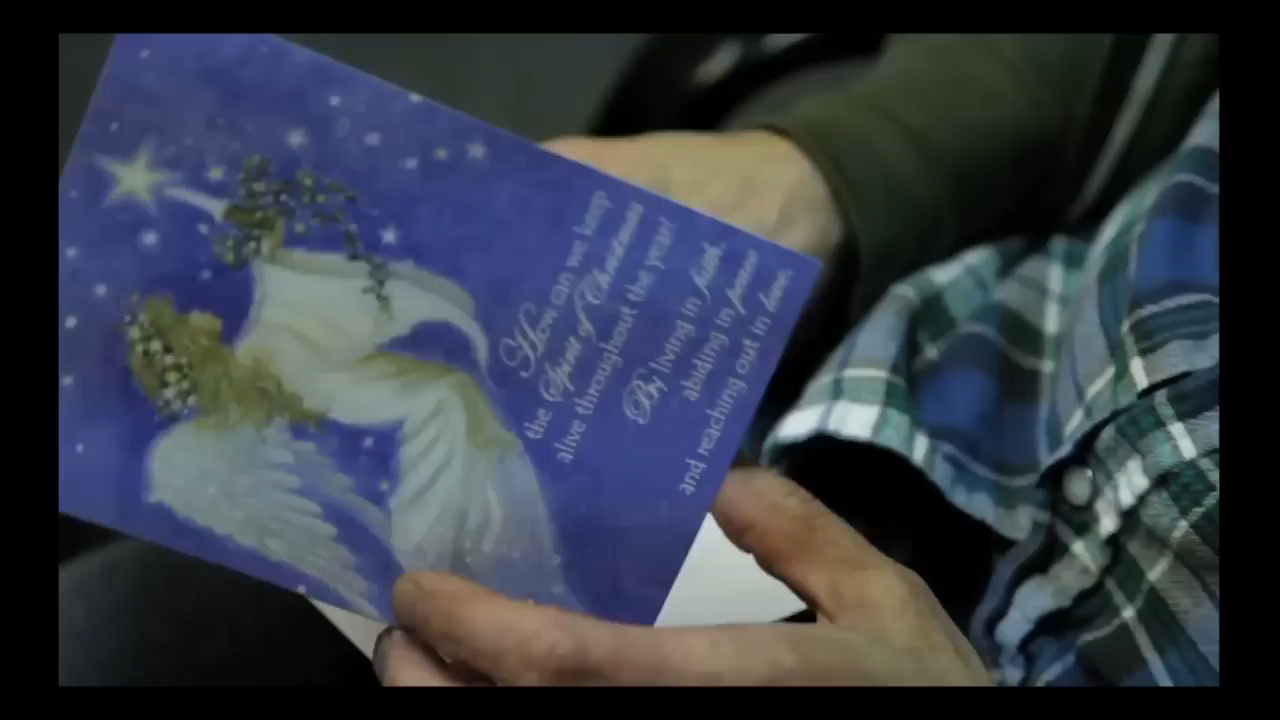 How can we keep
the Spirit of Christmas
alive throughout the year?
By living in faith,
abiding in peace
and reaching out in love.